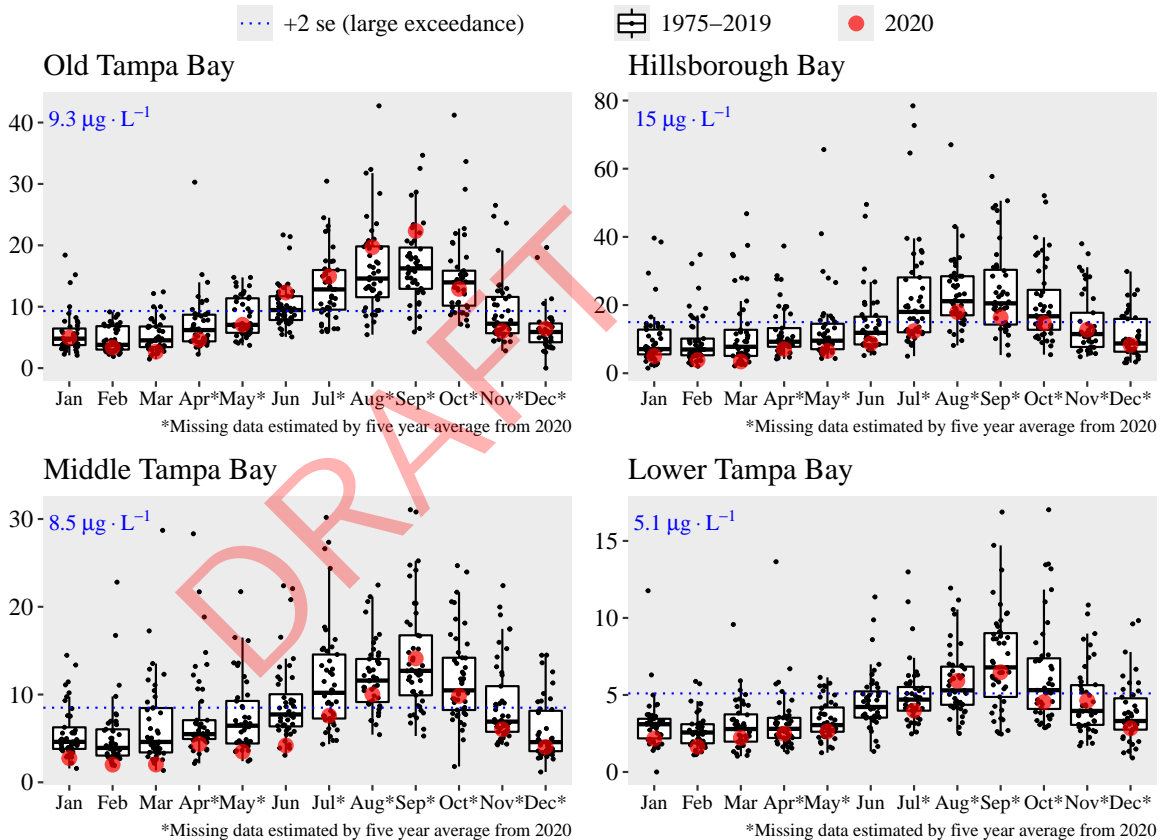 +2 se (large exceedance) 1975−2019 2020
Old Tampa Bay
9.3 μg ⋅ L⁻¹
40
30
20
10
0
Jan Feb Mar Apr* May* Jun Jul* Aug* Sep* Oct* Nov* Dec*
*Missing data estimated by five year average from 2020
Hillsborough Bay
15 μg ⋅ L⁻¹
80
60
40
20
0
Jan Feb Mar Apr* May* Jun Jul* Aug* Sep* Oct* Nov* Dec*
*Missing data estimated by five year average from 2020
Middle Tampa Bay
8.5 μg ⋅ L⁻¹
30
20
10
0
Jan Feb Mar Apr* May* Jun Jul* Aug* Sep* Oct* Nov* Dec*
*Missing data estimated by five year average from 2020
Lower Tampa Bay
5.1 μg ⋅ L⁻¹
15
10
5
0
Jan Feb Mar Apr* May* Jun Jul* Aug* Sep* Oct* Nov* Dec*
*Missing data estimated by five year average from 2020
DRAFT